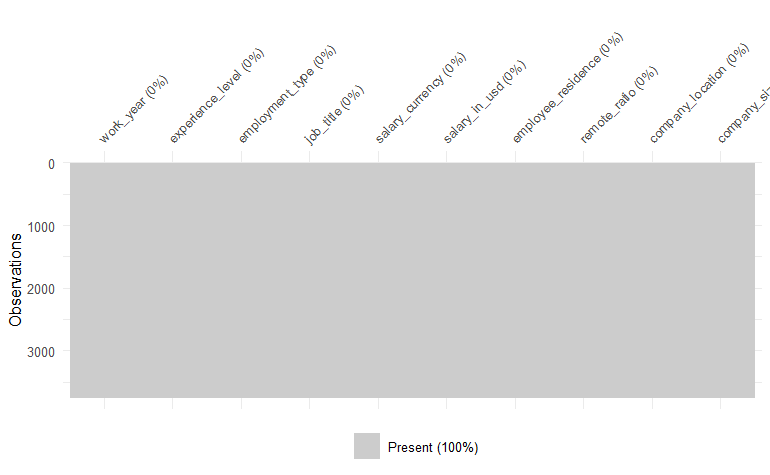 work_year (0%)
experience_level (0%)
employment_type (0%)
job_title (0%)
salary_currency (0%)
salary_in_usd (0%)
employee_residence (0%)
remote_ratio (0%)
company_location (0%)
company_si
0
1000
2000
3000
Observations
Present (100%)